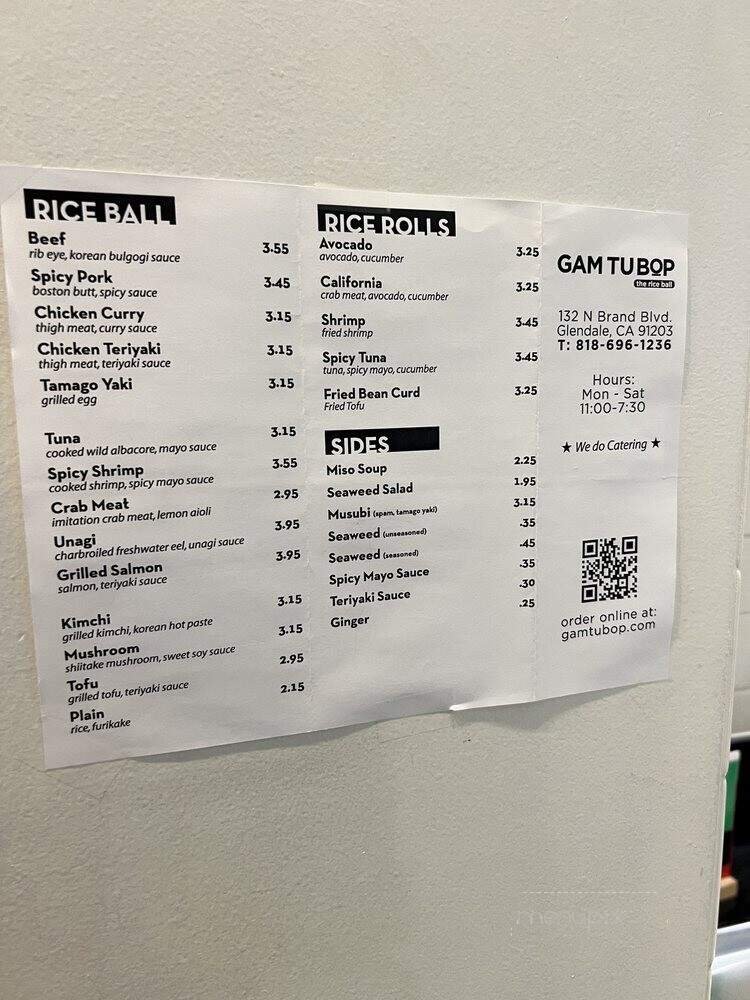 RICE BALL
Beef 3.55
rib eye, korean bulgogi sauce
Spicy Pork 3.45
boston butt, spicy sauce
Chicken Curry 3.15
thigh meat, curry sauce
Chicken Teriyaki 3.15
thigh meat, teriyaki sauce
Tamago Yaki 3.15
grilled egg
Tuna 3.15
cooked wild albacore, mayo sauce
Spicy Shrimp 3.55
cooked shrimp, spicy mayo sauce
Crab Meat 2.95
imitation crab meat, lemon aioli
Unagi 3.95
charbroiled freshwater eel, unagi sauce
Grilled Salmon 3.95
salmon, teriyaki sauce
Kimchi 3.15
grilled kimchi, korean hot paste
Mushroom 3.15
shiitake mushroom, sweet soy sauce
Tofu 2.95
grilled tofu, teriyaki sauce
Plain 2.15
rice, furikake
RICE ROLLS
Avocado 3.25
avocado, cucumber
California 3.25
crab meat, avocado, cucumber
Shrimp 3.45
fried shrimp
Spicy Tuna 3.45
tuna, spicy mayo, cucumber
Fried Bean Curd 3.25
Fried Tofu
SIDES
Miso Soup 2.25
Seaweed Salad 1.95
Musubi (spam, tamago yaki) 3.15
Seaweed (unseasoned) .35
Seaweed (seasoned) .45
Spicy Mayo Sauce .35
Teriyaki Sauce .30
Ginger .25
GAM TU BOP
the rice ball
132 N Brand Blvd.
Glendale, CA 91203
T: 818-696-1236
Hours:
Mon - Sat
11:00-7:30
★ We do Catering ★
order online at:
gamtubop.com